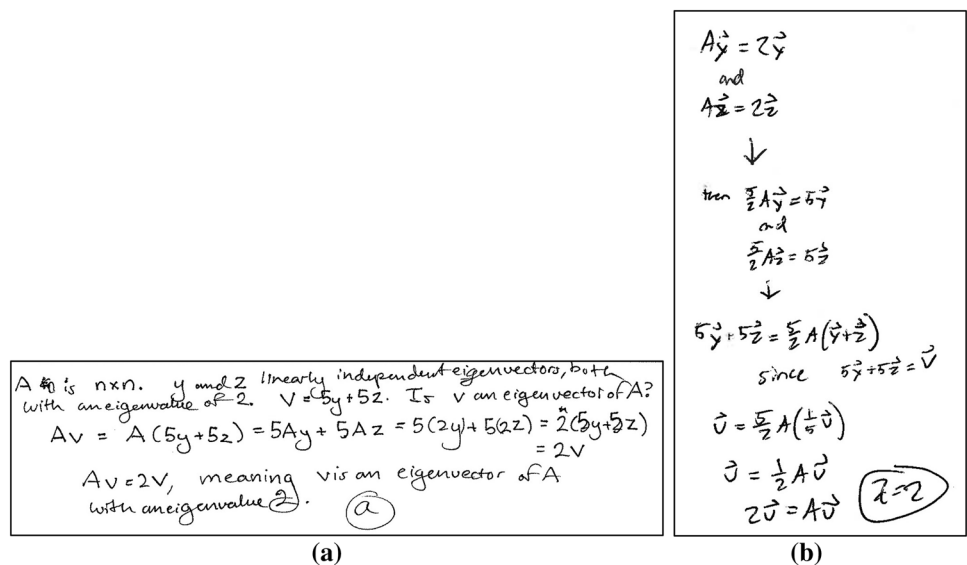 A is n×n. y and z linearly independent eigenvectors, both
with an eigenvalue of 2. V = 5y + 5z. Is v an eigenvector of A?
Av = A(5y+5z) = 5Ay + 5Az = 5(2y) + 5(2z) = 2(5y+5z)
= 2v
Av = 2v, meaning v is an eigenvector of A
with an eigenvalue 2.
a
(a)
Ay⃗ = 2y⃗
and
Az⃗ = 2z⃗
↓
then 5/2 Ay⃗ = 5y⃗
and
5/2 Az⃗ = 5z⃗
↓
5y⃗ + 5z⃗ = 5/2 A(y⃗+z⃗)
since 5y⃗+5z⃗ = v⃗
v⃗ = 5/2 A(1/5 v⃗)
v⃗ = 1/2 Av⃗
2v⃗ = Av⃗
λ=2
(b)